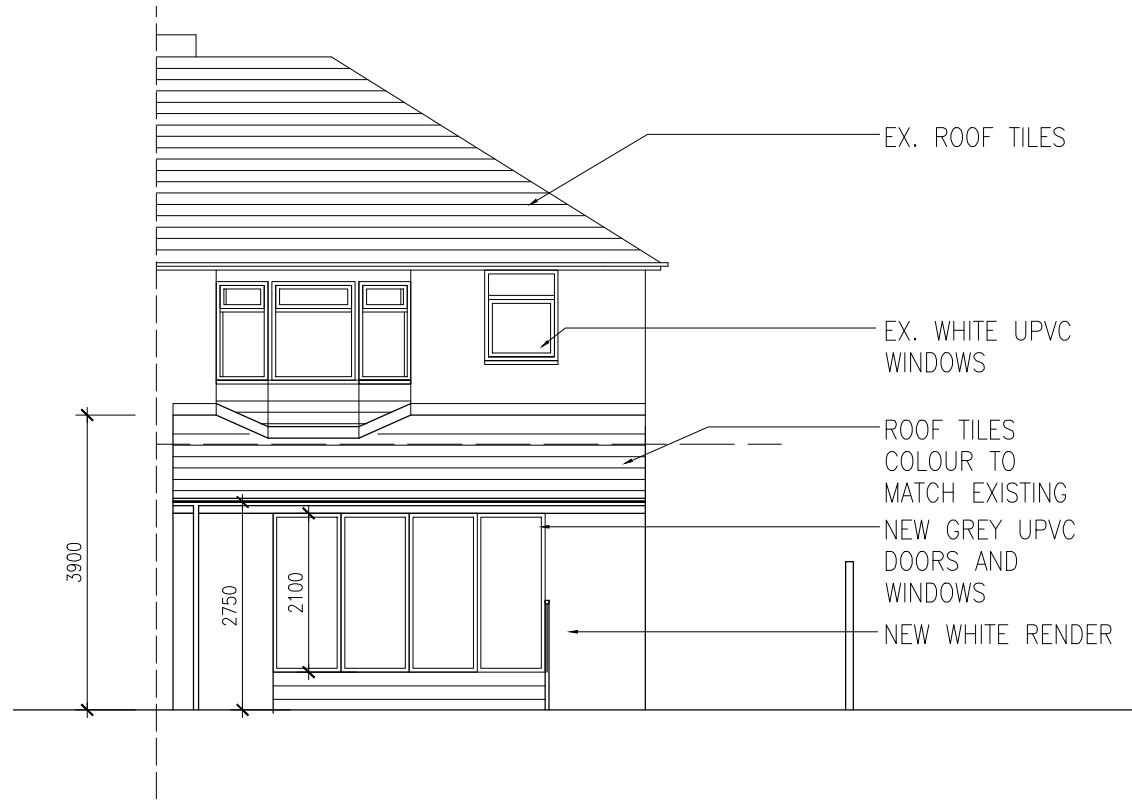 EX. ROOF TILES
EX. WHITE UPVC
WINDOWS
ROOF TILES
COLOUR TO
MATCH EXISTING
NEW GREY UPVC
DOORS AND
WINDOWS
NEW WHITE RENDER
3900
2750
2100